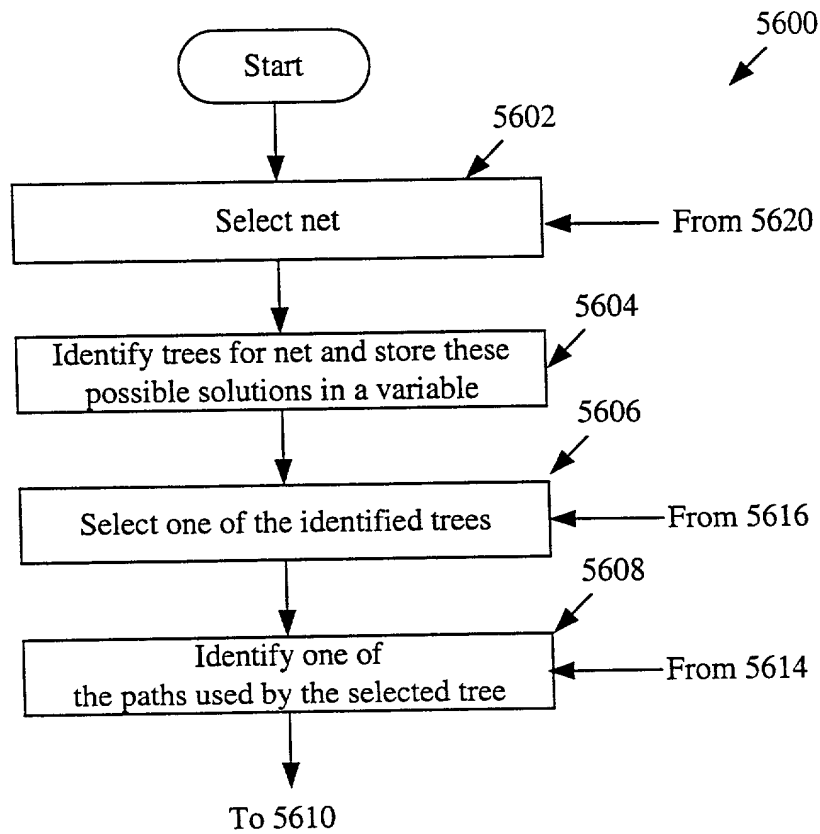 5600
Start
5602
Select net
From 5620
5604
Identify trees for net and store these
possible solutions in a variable
5606
Select one of the identified trees
From 5616
5608
Identify one of
the paths used by the selected tree
From 5614
To 5610